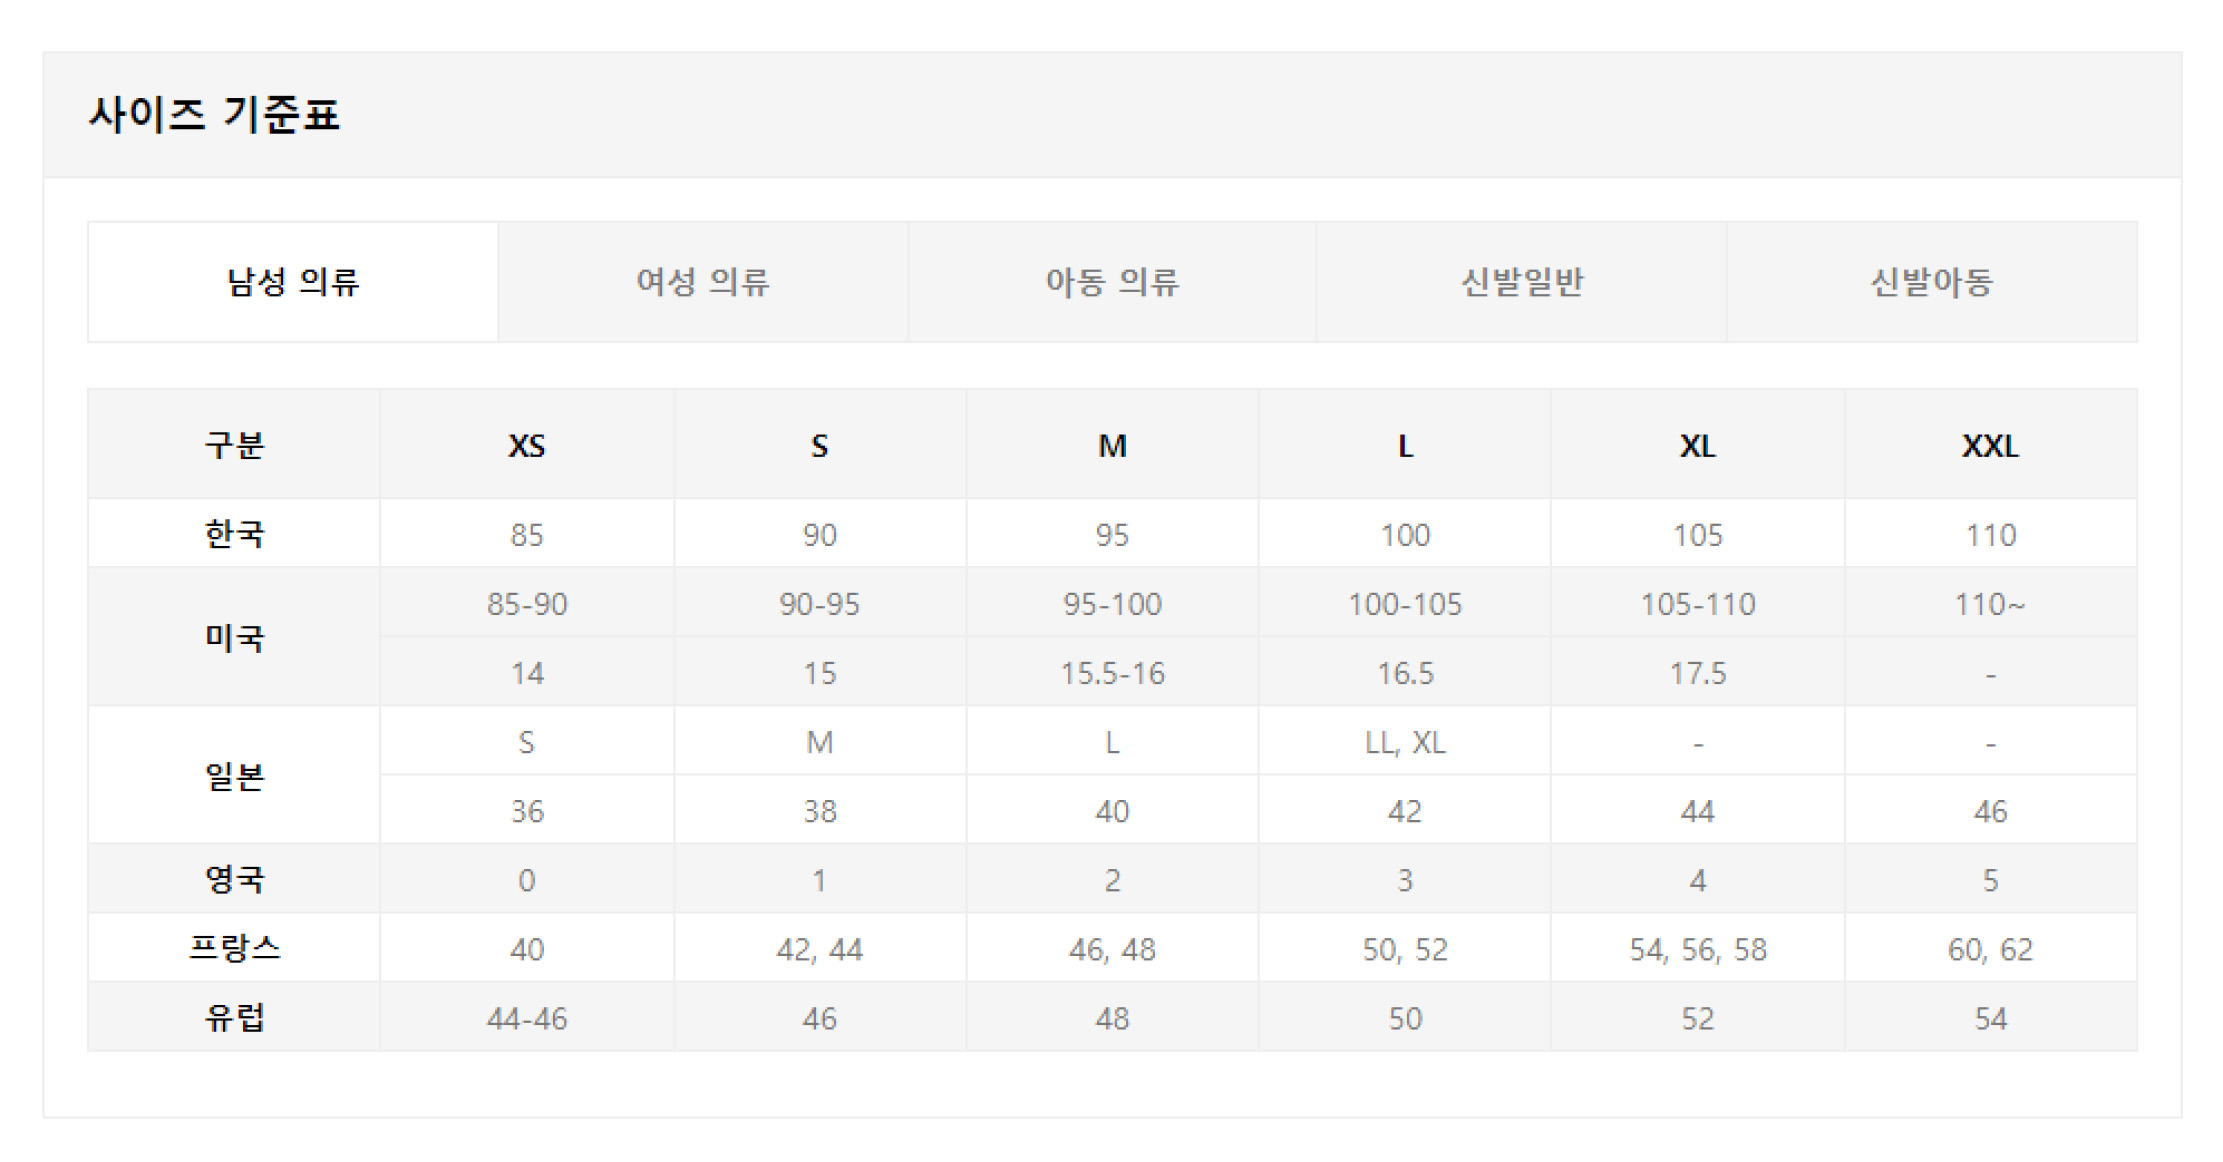 사이즈 기준표
남성 의류 여성 의류 아동 의류 신발일반 신발아동
구분 XS S M L XL XXL
한국 85 90 95 100 105 110
미국 85-90 90-95 95-100 100-105 105-110 110~
14 15 15.5-16 16.5 17.5 -
일본 S M L LL, XL - -
36 38 40 42 44 46
영국 0 1 2 3 4 5
프랑스 40 42, 44 46, 48 50, 52 54, 56, 58 60, 62
유럽 44-46 46 48 50 52 54